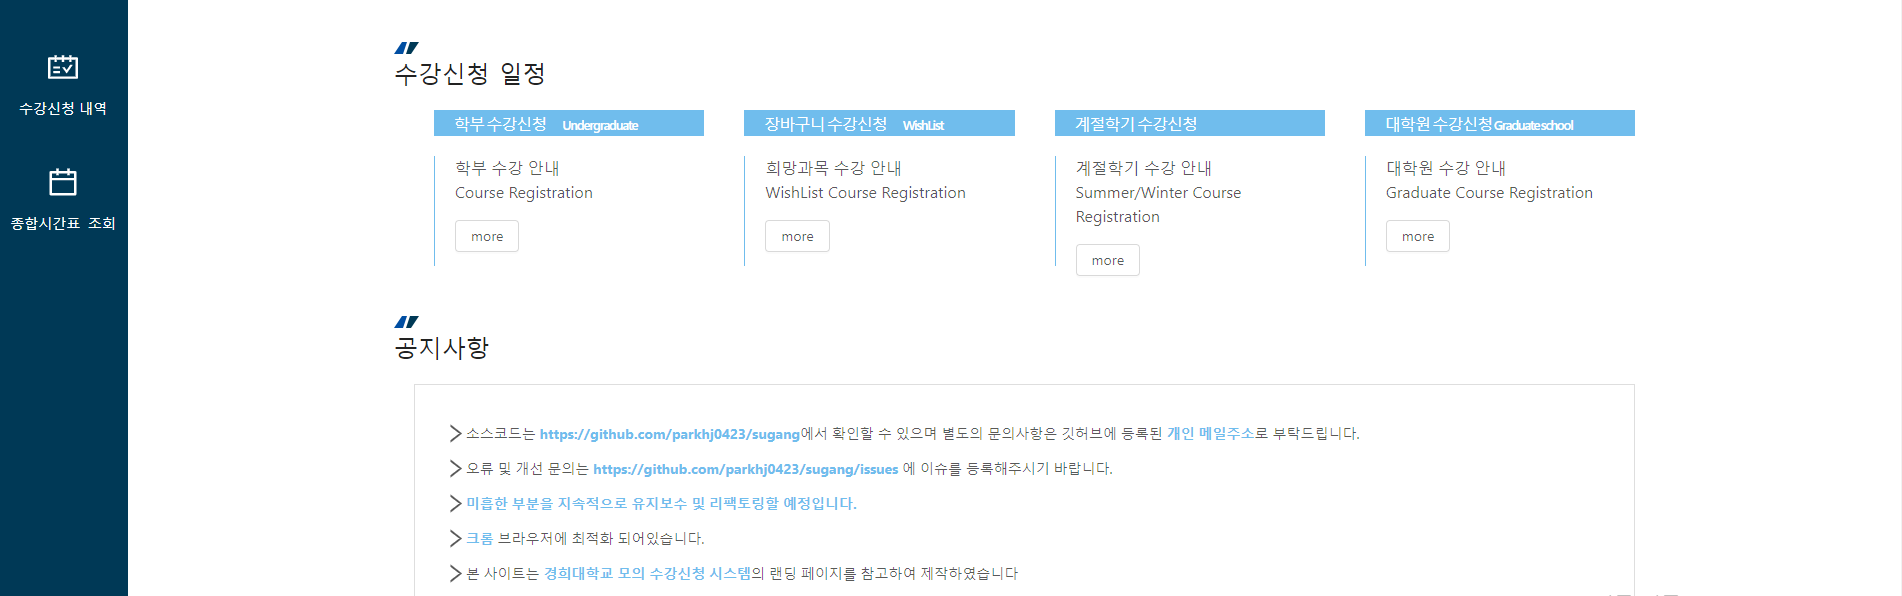 수강신청 내역
종합시간표 조회
수강신청 일정
학부 수강신청 Undergraduate
학부 수강 안내
Course Registration
more
장바구니 수강신청 WishList
희망과목 수강 안내
WishList Course Registration
more
계절학기 수강신청
계절학기 수강 안내
Summer/Winter Course
Registration
more
대학원 수강신청 Graduate school
대학원 수강 안내
Graduate Course Registration
more
공지사항
소스코드는 https://github.com/parkhj0423/sugang에서 확인할 수 있으며 별도의 문의사항은 깃허브에 등록된 개인 메일주소로 부탁드립니다.
오류 및 개선 문의는 https://github.com/parkhj0423/sugang/issues 에 이슈를 등록해주시기 바랍니다.
미흡한 부분을 지속적으로 유지보수 및 리팩토링할 예정입니다.
크롬 브라우저에 최적화 되어있습니다.
본 사이트는 경희대학교 모의 수강신청 시스템의 랜딩 페이지를 참고하여 제작하였습니다